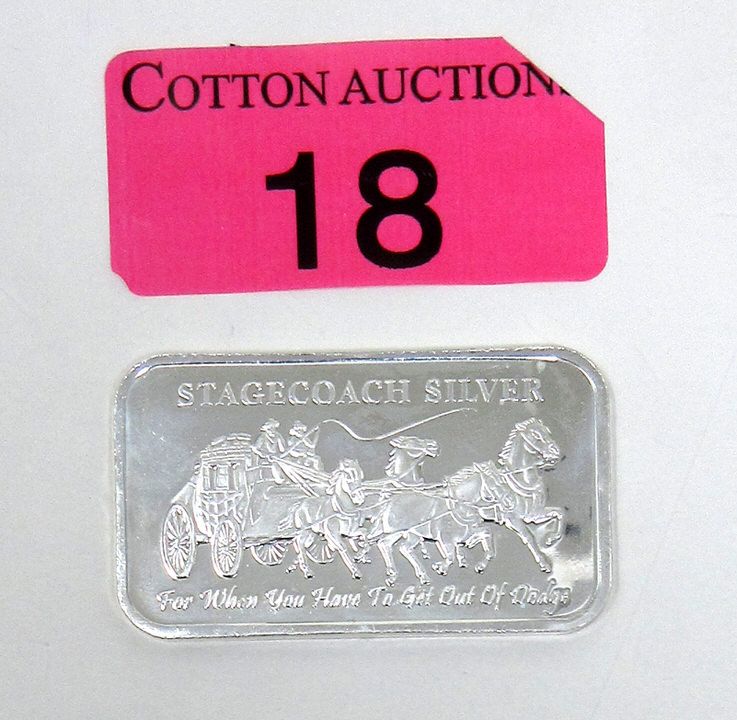 COTTON AUCTION
18
STAGECOACH SILVER
For When You Have To Get Out Of Dodge